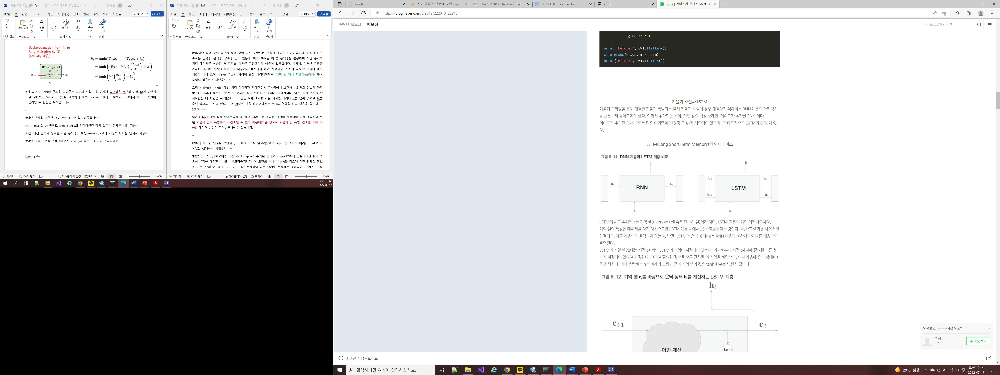 자동 저장
파일 홈 삽입 그리기 디자인 레이아웃 참조 편지 검토 보기 도움말 메모 공유
붙여넣기 글꼴 단락 스타일 편집 받아쓰기 편집기
실행 취소 클립보드 스타일 음성 편집기
Backpropagation from h_t to
h_{t−1} multiplies by W
(actually W_{hh}^T).
h_t = tanh(W_{hh}h_{t−1} + W_{xh}x_t + b_h)
= tanh((W_{hh} W_{hx}) (h_{t−1} x_t) + b_h)
= tanh(W (h_{t−1} x_t) + b_h)
W tanh
stack
h_{t−1} h_t
x_t
#식 설명-> RNN의 구조를 보여주는 그림과 식입니다. 여기서 출력값은 ht인데 이때, ht에 대한식
을 살펴보면 W*tanh 적용을 계속하다 보면 gradient 값이 폭발하거나 없어져 데이터 손실이
일어날 수 있음을 보여줍니다
#이런 단점을 보안한 것이 바로 LSTM 알고리즘입니다.
LSTM: RNN의 한 종류로, simple RNN의 단점이었던 장기 의존성 문제를 해결 가능
핵심: 이전 단계의 정보를 기존 은닉층이 아닌 memory cell에 저장하여 다음 단계로 저장
#이런 기능 구현을 위해 LSTM은 여러 gate들로 구성되어 있습니다.
Lstm 구조
1/2 페이지 12/169개 단어 디스플레이 설정 포커스 100%
자동 저장
파일 홈 삽입 그리기 디자인 레이아웃 참조 편지 검토 보기 도움말 메모 공유
붙여넣기 글꼴 단락 스타일 편집 받아쓰기 편집기
실행 취소 클립보드 스타일 음성 편집기
RNN이란 출력 값의 일부가 입력 값에 다시 포함되는 연속성 개념의 신경망입니다. 신경망의 구
조로는 입력층, 은닉층, 구조층 등이 있는데, 이때 RNN은 이 중 은닉층을 활용하여 시간 순서의
입력 데이터를 학습할 때 각각의 상태를 저장했다가 학습에 활용합니다. 따라서, 이러한 특징을
가지는 RNN은 시계열 데이터를 다루기에 적합하여 많이 사용되고, 저희가 사용할 데이터 역시
시간에 따라 값이 바뀌는 기상과 가격에 관한 데이터이므로, 저희 팀 역시 처음에는(어색) RNN
모델로 접근하게 되었습니다.
그러나, simple RNN의 경우, 입력 데이터가 많아질수록 은닉층에서 보관하는 과거의 정보가 마지
막 레이어까지 충분히 전달되지 못하는 장기 의존성의 문제가 발생합니다. 이는 RNN 구조를 살
펴보았을 때 확인할 수 있습니다. 그림을 보면, RNN에서는 시계열 데이터 xt를 입력 값으로, ht를
출력 값으로 가지고 있으며, 이 ht값이 다음 레이어에서는 ht-1로 역할을 하고 있음을 확인할 수
있습니다.
여기서 ht에 관한 식을 살펴보았을 때, 행렬 wh를 T번 곱하는 과정이 반복되어 이를 계속하다 보
면 기울기 값이 폭발하거나 감소될 수 있기 때문에(기존 정보로 기울기 값 폭발, 감소를 이해 가
능?) 데이터 손실이 일어남을 볼 수 있습니다.
RNN의 이러한 단점을 보안한 것이 바로 LSTM 알고리즘이며, 저희 팀 역시도 이러한 이유로 이
모델을 선택하게 되었습니다.
말씀드렸다시피, LSTM이란 기존 RNN에 gate가 추가된 형태로 simple RNN의 단점이었던 장기 의
존성 문제를 해결할 수 있는 알고리즘입니다. 이 모델의 핵심은 RNN과 다르게 이전 단계의 정보
를 기존 은닉층이 아닌 memory cell에 저장하여 다음 단계로 저장하는 것입니다. RNN과 LSTM
3/4 페이지 153/965개 단어 디스플레이 설정 포커스 100%
오전 10:14
2022-05-17
intell/
사과 예측 모델 논문 구현_final
01=(J1_201800567)정승현.hwp
0510 정리 - Google Docs
새 탭
[ch06] 게이트가 추가된 RNN : 네
https://blog.naver.com/tiled12/222048422915
NAVER 블로그 메모장 이 블로그에서 검색
grad *= rate
print('before:', dW1.flatten())
clip_grads(grads, max_norm)
print('after:', dW1.flatten())
기울기 소실과 LSTM
기울기 클리핑을 통해 해결된 기울기 폭발과는 달리 기울기 소실의 경우 해결하기 위해서는 RNN 계층의 아키텍처
를 근본부터 뜯어고쳐야 한다. 여기서 추가되는 것이, 이번 장의 핵심 주제인 '게이트가 추가된 RNN'이다.
게이트가 추가된 RNN으로는 많은 아키텍처(신경망 구성)가 제안되어 있으며, 그 대표격으로 LSTM과 GRU가 있
다.
LSTM(Long Short-Term Memory)의 인터페이스
그림 6-11 RNN 계층과 LSTM 계층 비교
h_t h_t
h_{t-1} RNN h_t c_{t-1} c_t
LSTM
h_{t-1} h_t
x_t x_t
LSTM에 새로 추가된 c는 기억 셀(memory cell 혹은 단순히 셀)이라 하며, LSTM 전용의 기억 메커니즘이다.
기억 셀의 특징은 데이터를 자기 자신으로만(LSTM 계층 내에서만) 주고받는다는 것이다. 즉, LSTM 계층 내에서만
완결되고, 다른 계층으로 출력하지 않는다. 반면, LSTM의 은닉 상태(h)는 RNN 계층과 마찬가지로 다른 계층으로
출력된다.
LSTM의 기얼 셀(c)에는 시각 t에서의 LSTM의 기억이 저장되어 있는데, 과거로부터 시각 t까지에 필요한 모든 정
보가 저장되어 있다고 가정한다. 그리고 필요한 정보를 모두 간직한 이 기억을 바탕으로, 외부 계층에 은닉 상태(h)
를 출력한다. 이때 출력하는 h는 아래의 그림과 같이 기억 셀의 값을 tanh 함수로 변환한 값이다.
그림 6-12 기억 셀 c_t를 바탕으로 은닉 상태 h_t를 계산하는 LSTM 계층
h_t
c_{t-1} c_t
어떤 계산 tanh
이웃으로 추가하시겠어요?
학생
메모장
+ 이웃추가
첫 댓글을 남겨보세요
검색하려면 여기에 입력하십시오.
20°C 맑음
오전 10:14
2022-05-17